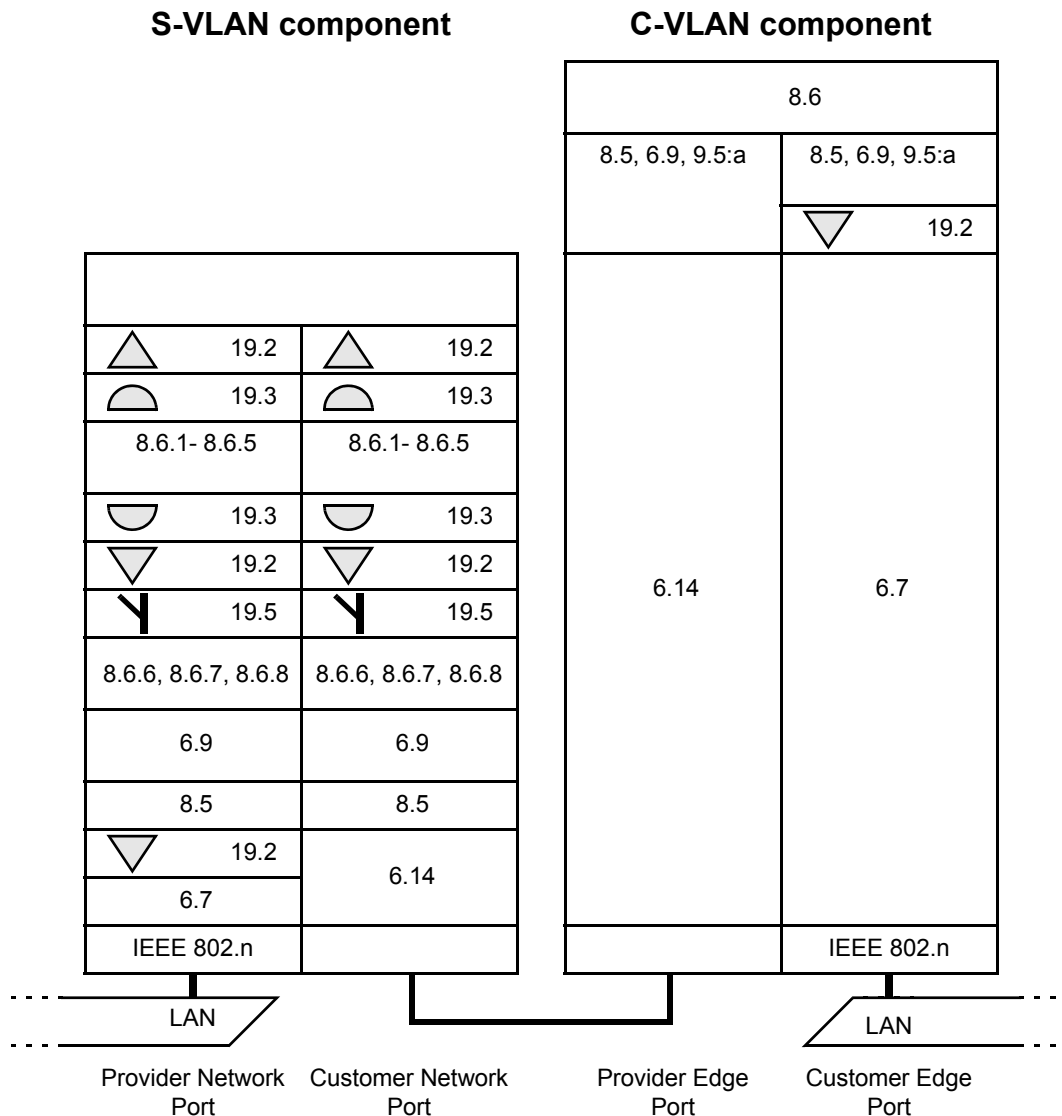 S-VLAN component
C-VLAN component
8.6
8.5, 6.9, 9.5:a
8.5, 6.9, 9.5:a
19.2
19.2
19.2
19.3
19.3
8.6.1- 8.6.5
8.6.1- 8.6.5
19.3
19.3
19.2
19.2
19.5
19.5
6.14
6.7
8.6.6, 8.6.7, 8.6.8
8.6.6, 8.6.7, 8.6.8
6.9
6.9
8.5
8.5
19.2
6.14
6.7
IEEE 802.n
IEEE 802.n
LAN
LAN
Provider Network
Port
Customer Network
Port
Provider Edge
Port
Customer Edge
Port